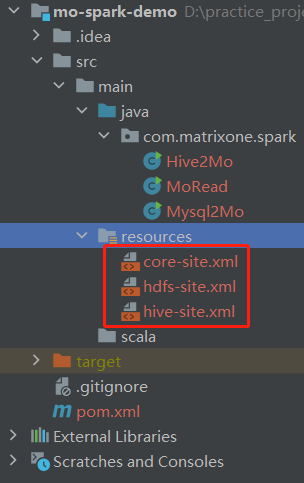 mo-spark-demo D:\practice_proj
.idea
src
main
java
com.matrixone.spark
Hive2Mo
MoRead
Mysql2Mo
resources
core-site.xml
hdfs-site.xml
hive-site.xml
scala
target
.gitignore
pom.xml
External Libraries
Scratches and Consoles